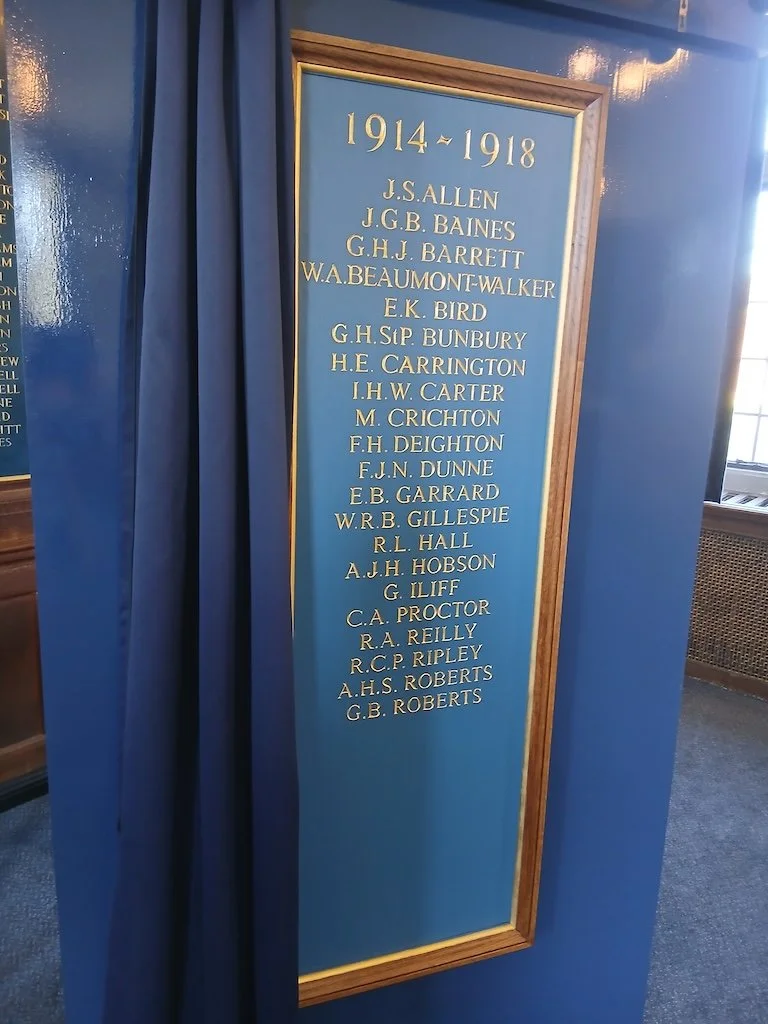 1914~1918
J.S.ALLEN
J.G.B. BAINES
G.H.J. BARRETT
W.A.BEAUMONT-WALKER
E.K. BIRD
G.H.StP. BUNBURY
H.E. CARRINGTON
I.H.W. CARTER
M. CRICHTON
F.H. DEIGHTON
F.J.N. DUNNE
E.B. GARRARD
W.R.B. GILLESPIE
R.L. HALL
A.J.H. HOBSON
G. ILIFF
C.A. PROCTOR
R.A. REILLY
R.C.P. RIPLEY
A.H.S. ROBERTS
G.B. ROBERTS